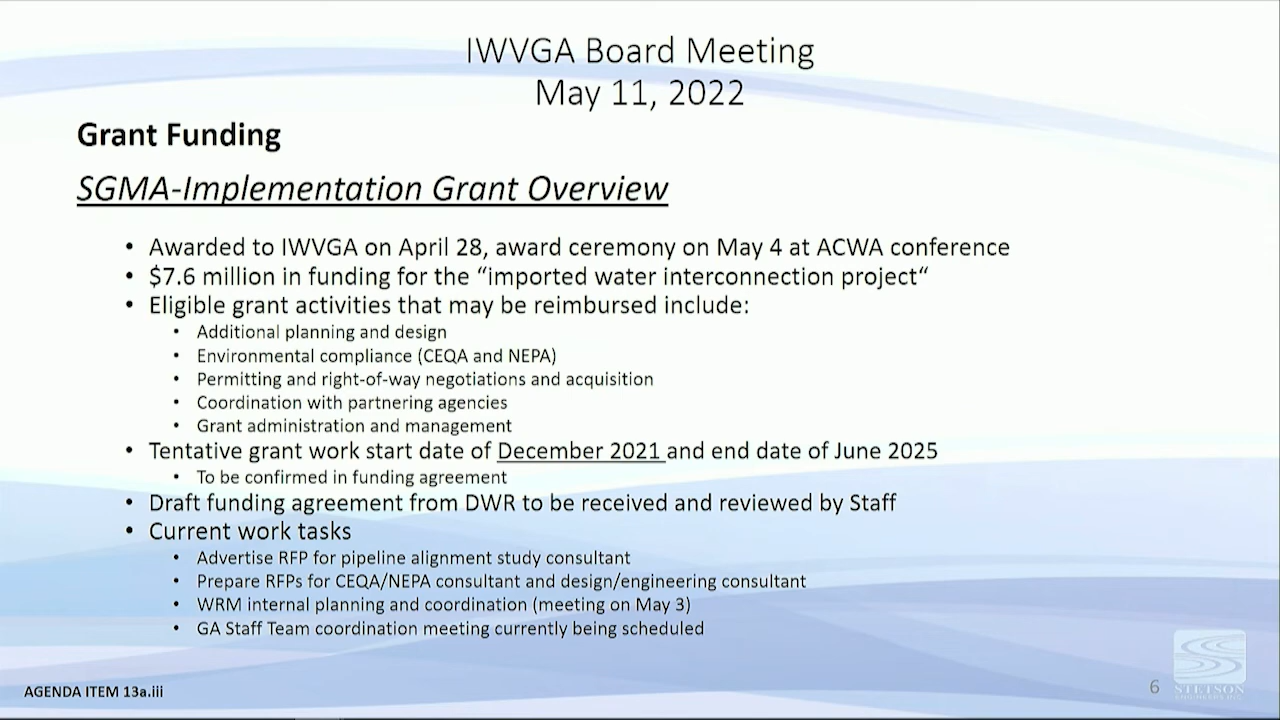 IWVGA Board Meeting
May 11, 2022
Grant Funding
SGMA-Implementation Grant Overview
• Awarded to IWVGA on April 28, award ceremony on May 4 at ACWA conference
• $7.6 million in funding for the “imported water interconnection project“
• Eligible grant activities that may be reimbursed include:
• Additional planning and design
• Environmental compliance (CEQA and NEPA)
• Permitting and right-of-way negotiations and acquisition
• Coordination with partnering agencies
• Grant administration and management
• Tentative grant work start date of December 2021 and end date of June 2025
• To be confirmed in funding agreement
• Draft funding agreement from DWR to be received and reviewed by Staff
• Current work tasks
• Advertise RFP for pipeline alignment study consultant
• Prepare RFPs for CEQA/NEPA consultant and design/engineering consultant
• WRM internal planning and coordination (meeting on May 3)
• GA Staff Team coordination meeting currently being scheduled
AGENDA ITEM 13a.iii
6
STETSON